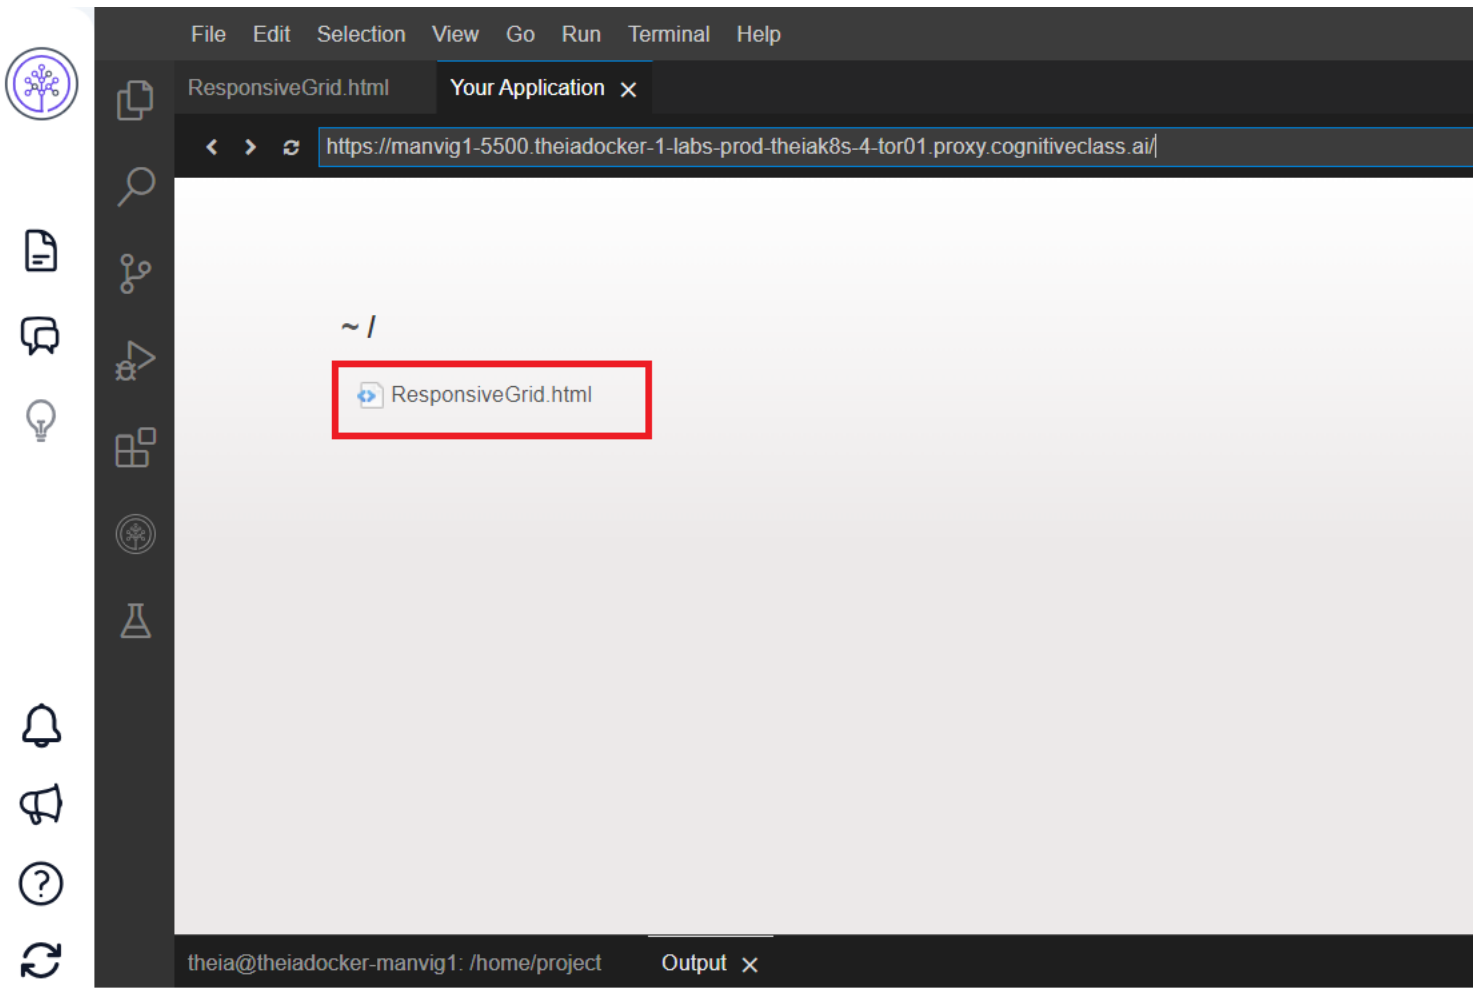 File Edit Selection View Go Run Terminal Help
ResponsiveGrid.html Your Application
https://manvig1-5500.theiadocker-1-labs-prod-theiak8s-4-tor01.proxy.cognitiveclass.ai/
~ /
ResponsiveGrid.html
theia@theiadocker-manvig1: /home/project Output